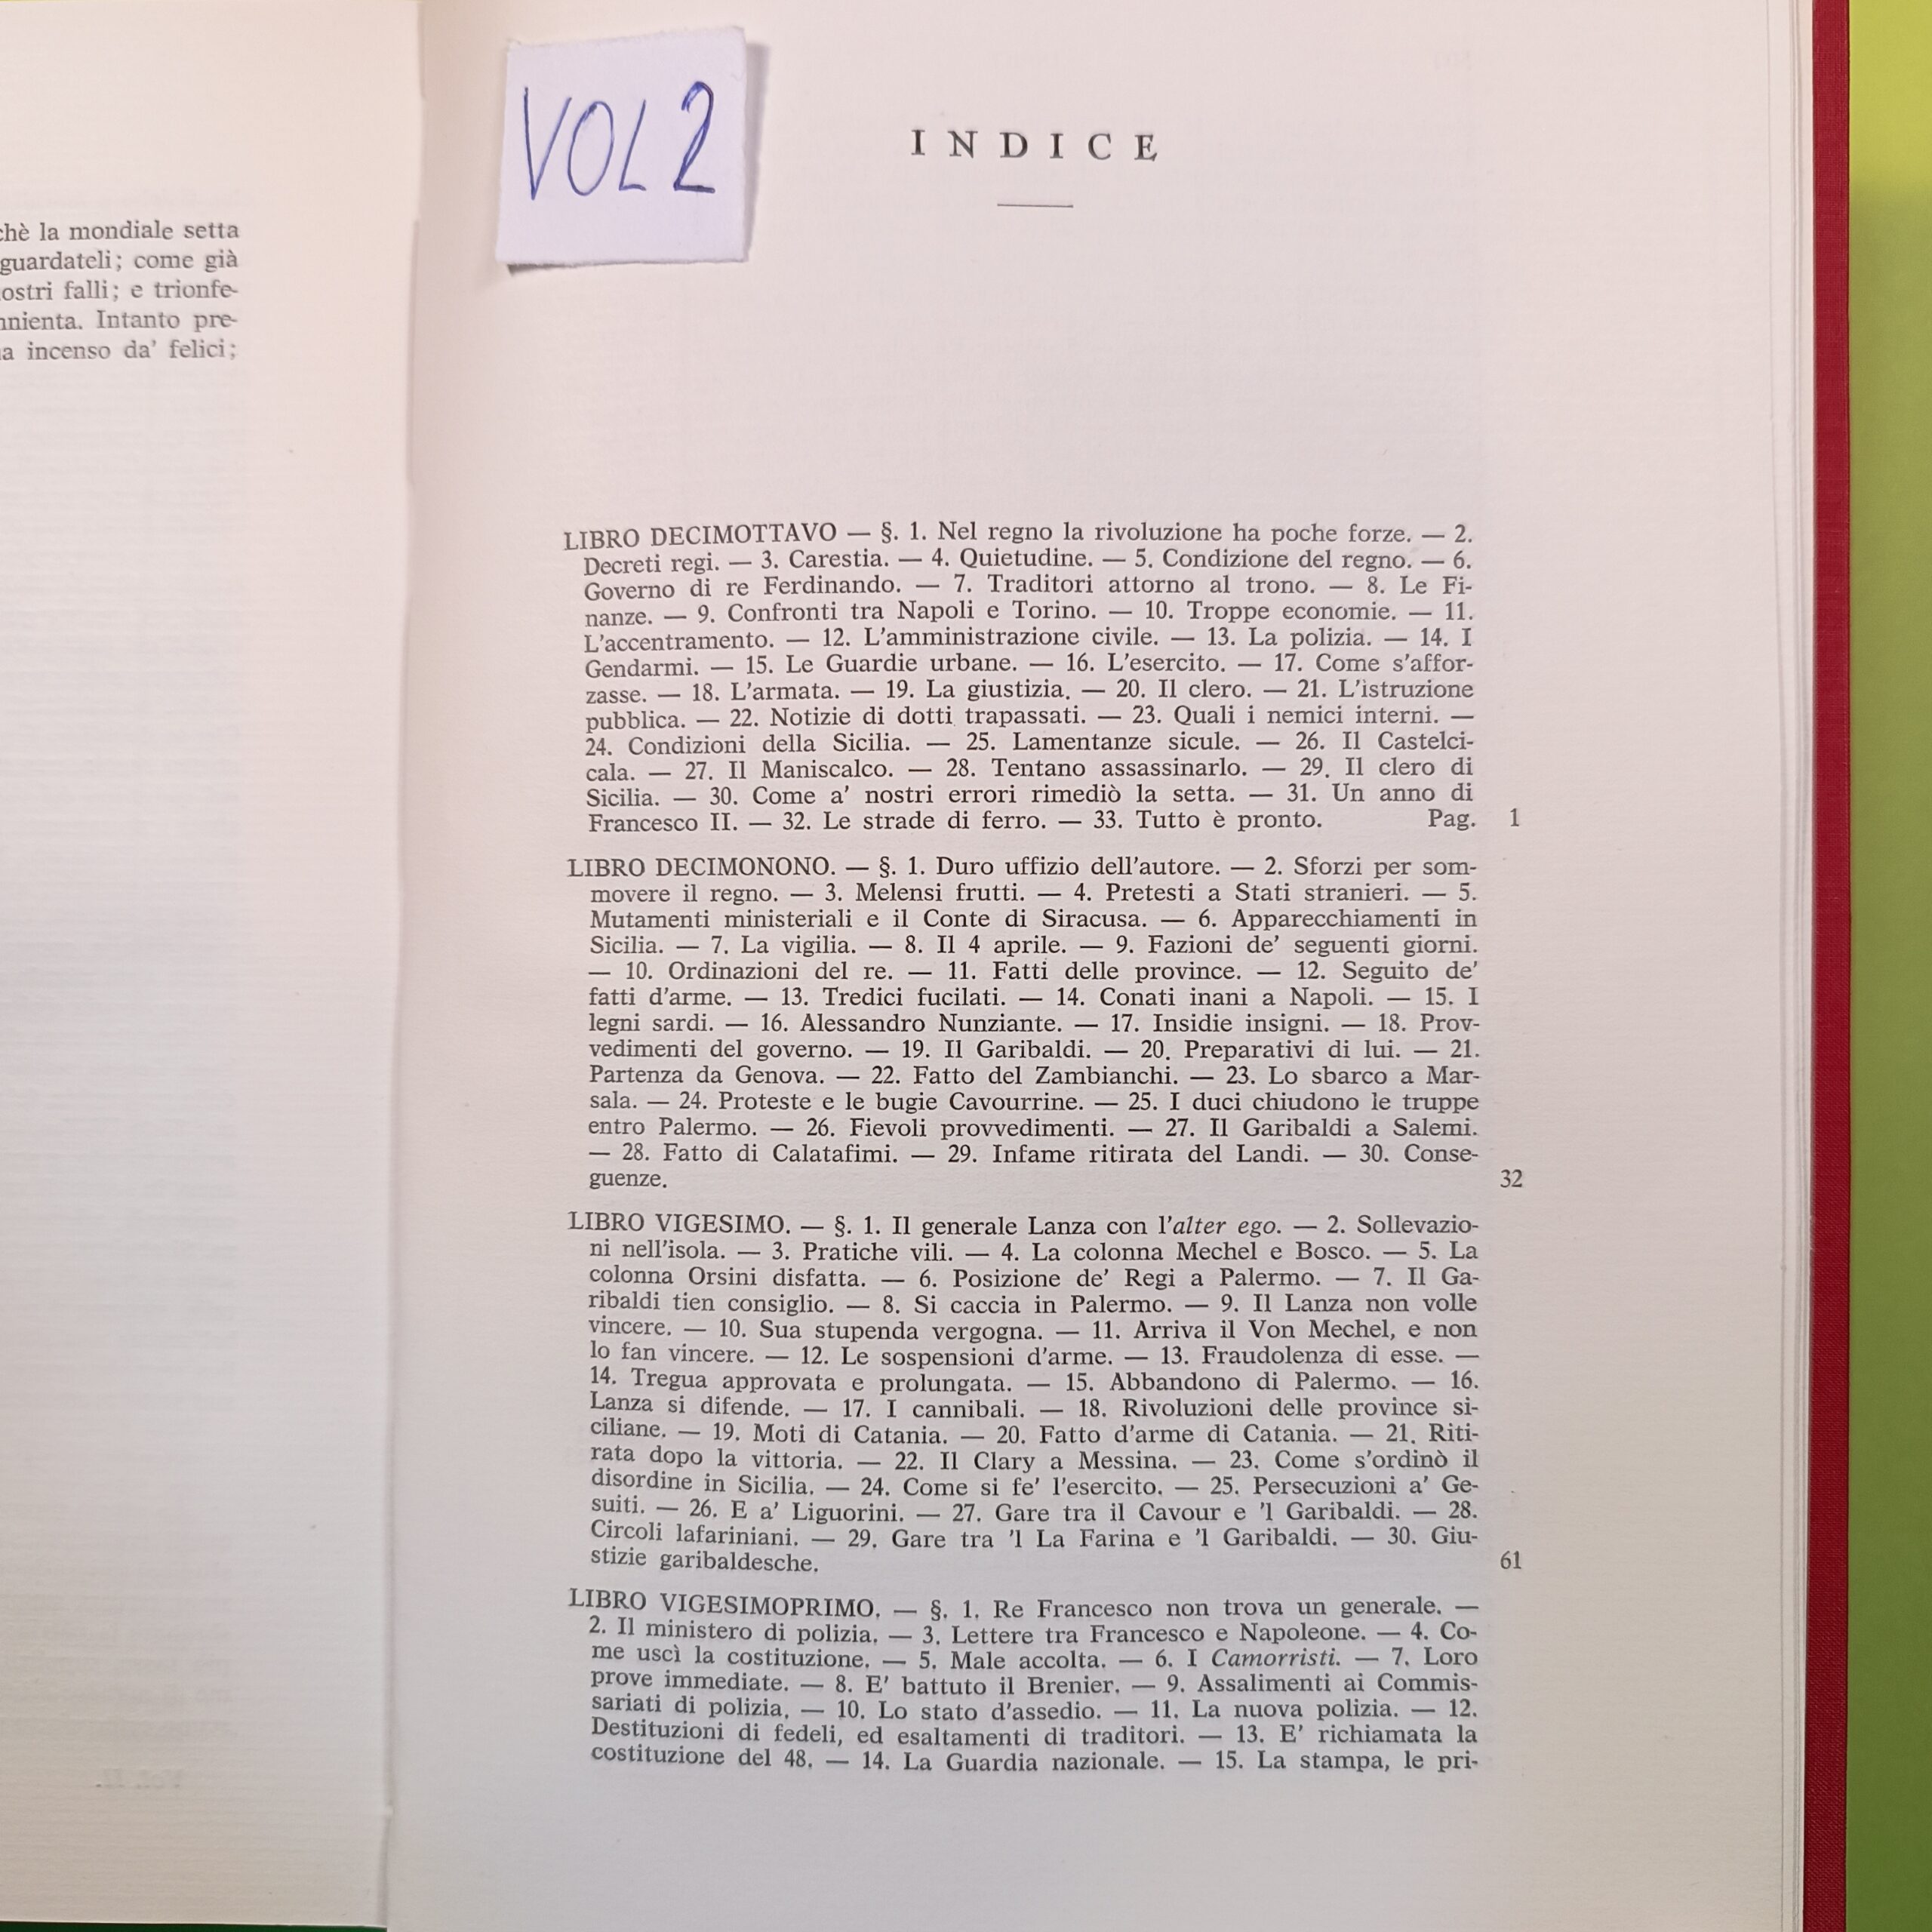 chè la mondiale setta
guardateli; come già
ostri falli; e trionfe-
nnienta. Intanto pre-
a incenso da' felici;
VOL 2
INDICE
LIBRO DECIMOTTAVO — §. 1. Nel regno la rivoluzione ha poche forze. — 2.
Decreti regi. — 3. Carestia. — 4. Quietudine. — 5. Condizione del regno. — 6.
Governo di re Ferdinando. — 7. Traditori attorno al trono. — 8. Le Fi-
nanze. — 9. Confronti tra Napoli e Torino. — 10. Troppe economie. — 11.
L'accentramento. — 12. L'amministrazione civile. — 13. La polizia. — 14. I
Gendarmi. — 15. Le Guardie urbane. — 16. L'esercito. — 17. Come s'affor-
zasse. — 18. L'armata. — 19. La giustizia. — 20. Il clero. — 21. L'istruzione
pubblica. — 22. Notizie di dotti trapassati. — 23. Quali i nemici interni. —
24. Condizioni della Sicilia. — 25. Lamentanze sicule. — 26. Il Castelci-
cala. — 27. Il Maniscalco. — 28. Tentano assassinarlo. — 29. Il clero di
Sicilia. — 30. Come a' nostri errori rimediò la setta. — 31. Un anno di
Francesco II. — 32. Le strade di ferro. — 33. Tutto è pronto. Pag. 1
LIBRO DECIMONONO. — §. 1. Duro uffizio dell'autore. — 2. Sforzi per som-
movere il regno. — 3. Melensi frutti. — 4. Pretesti a Stati stranieri. — 5.
Mutamenti ministeriali e il Conte di Siracusa. — 6. Apparecchiamenti in
Sicilia. — 7. La vigilia. — 8. Il 4 aprile. — 9. Fazioni de' seguenti giorni.
— 10. Ordinazioni del re. — 11. Fatti delle province. — 12. Seguito de'
fatti d'arme. — 13. Tredici fucilati. — 14. Conati inani a Napoli. — 15. I
legni sardi. — 16. Alessandro Nunziante. — 17. Insidie insigni. — 18. Prov-
vedimenti del governo. — 19. Il Garibaldi. — 20. Preparativi di lui. — 21.
Partenza da Genova. — 22. Fatto del Zambianchi. — 23. Lo sbarco a Mar-
sala. — 24. Proteste e le bugie Cavourrine. — 25. I duci chiudono le truppe
entro Palermo. — 26. Fievoli provvedimenti. — 27. Il Garibaldi a Salemi.
— 28. Fatto di Calatafimi. — 29. Infame ritirata del Landi. — 30. Conse-
guenze. 32
LIBRO VIGESIMO. — §. 1. Il generale Lanza con l'alter ego. — 2. Sollevazio-
ni nell'isola. — 3. Pratiche vili. — 4. La colonna Mechel e Bosco. — 5. La
colonna Orsini disfatta. — 6. Posizione de' Regi a Palermo. — 7. Il Ga-
ribaldi tien consiglio. — 8. Si caccia in Palermo. — 9. Il Lanza non volle
vincere. — 10. Sua stupenda vergogna. — 11. Arriva il Von Mechel, e non
lo fan vincere. — 12. Le sospensioni d'arme. — 13. Fraudolenza di esse. —
14. Tregua approvata e prolungata. — 15. Abbandono di Palermo. — 16.
Lanza si difende. — 17. I cannibali. — 18. Rivoluzioni delle province si-
ciliane. — 19. Moti di Catania. — 20. Fatto d'arme di Catania. — 21. Riti-
rata dopo la vittoria. — 22. Il Clary a Messina. — 23. Come s'ordinò il
disordine in Sicilia. — 24. Come si fe' l'esercito. — 25. Persecuzioni a' Ge-
suiti. — 26. E a' Liguorini. — 27. Gare tra il Cavour e 'l Garibaldi. — 28.
Circoli lafariniani. — 29. Gare tra 'l La Farina e 'l Garibaldi. — 30. Giu-
stizie garibaldesche. 61
LIBRO VIGESIMOPRIMO. — §. 1. Re Francesco non trova un generale. —
2. Il ministero di polizia. — 3. Lettere tra Francesco e Napoleone. — 4. Co-
me uscì la costituzione. — 5. Male accolta. — 6. I Camorristi. — 7. Loro
prove immediate. — 8. E' battuto il Brenier. — 9. Assalimenti ai Commis-
sariati di polizia. — 10. Lo stato d'assedio. — 11. La nuova polizia. — 12.
Destituzioni di fedeli, ed esaltamenti di traditori. — 13. E' richiamata la
costituzione del 48. — 14. La Guardia nazionale. — 15. La stampa, le pri-